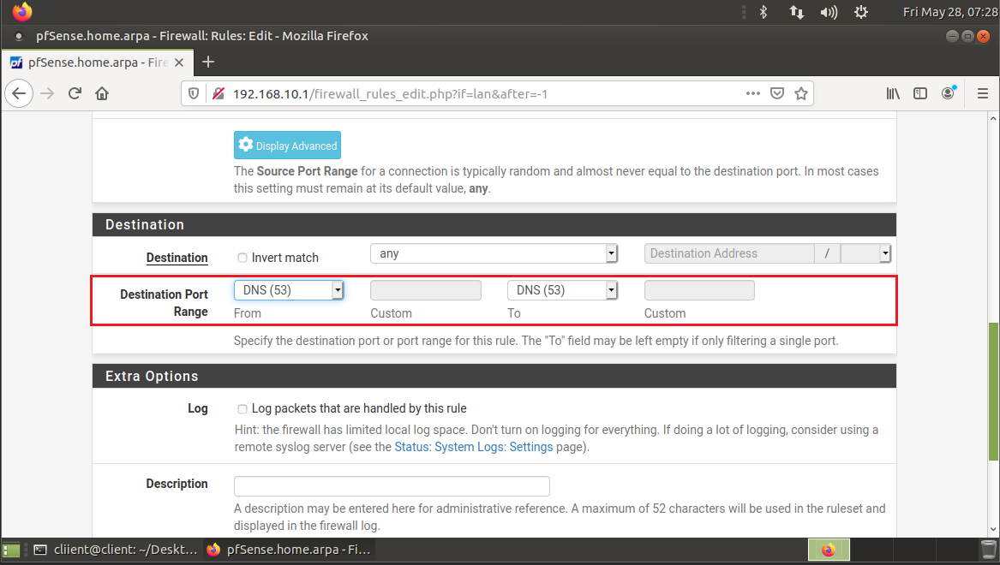 Fri May 28, 07:28
pfSense.home.arpa - Firewall: Rules: Edit - Mozilla Firefox
pf pfSense.home.arpa - Fire
192.168.10.1/firewall_rules_edit.php?if=lan&after=-1
Display Advanced
The Source Port Range for a connection is typically random and almost never equal to the destination port. In most cases
this setting must remain at its default value, any.
Destination
Destination Invert match any Destination Address /
Destination Port
Range
DNS (53) DNS (53)
From Custom To Custom
Specify the destination port or port range for this rule. The "To" field may be left empty if only filtering a single port.
Extra Options
Log Log packets that are handled by this rule
Hint: the firewall has limited local log space. Don't turn on logging for everything. If doing a lot of logging, consider using a
remote syslog server (see the Status: System Logs: Settings page).
Description
A description may be entered here for administrative reference. A maximum of 52 characters will be used in the ruleset and
displayed in the firewall log.
cliient@client: ~/Deskt... pfSense.home.arpa - Fi...